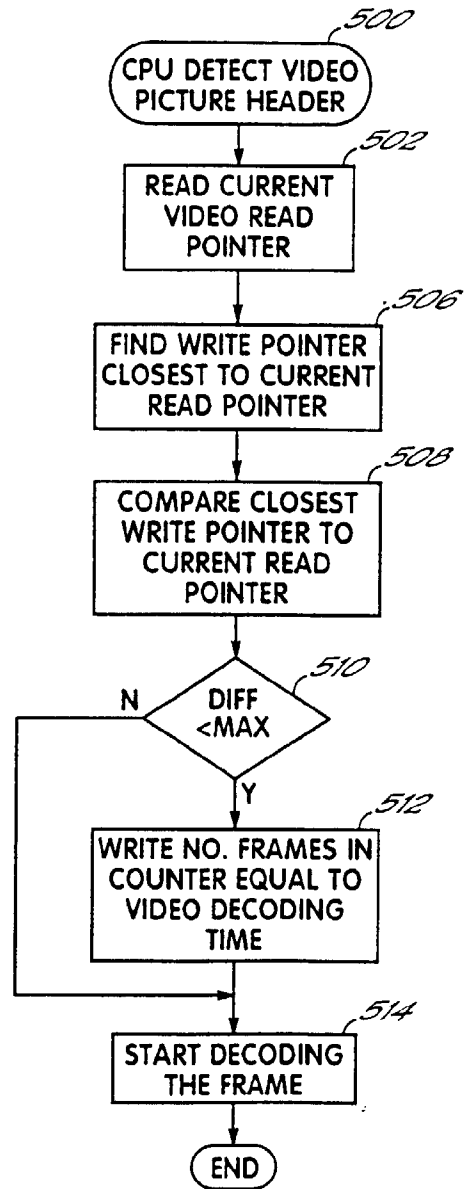 500
CPU DETECT VIDEO
PICTURE HEADER
502
READ CURRENT
VIDEO READ
POINTER
506
FIND WRITE POINTER
CLOSEST TO CURRENT
READ POINTER
508
COMPARE CLOSEST
WRITE POINTER TO
CURRENT READ
POINTER
510
N
DIFF
<MAX
Y
512
WRITE NO. FRAMES IN
COUNTER EQUAL TO
VIDEO DECODING
TIME
514
START DECODING
THE FRAME
END